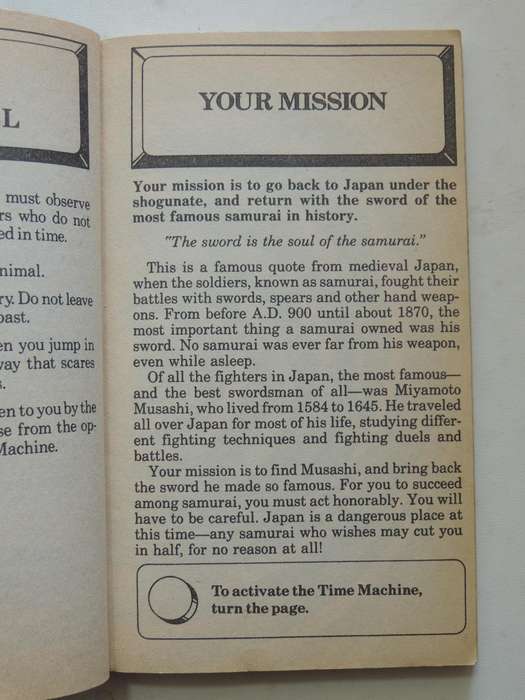 L
must observe
rs who do not
ed in time.
nimal.
ry. Do not leave
past.
en you jump in
way that scares
s.
en to you by the
se from the op-
Machine.
YOUR MISSION
Your mission is to go back to Japan under the
shogunate, and return with the sword of the
most famous samurai in history.
"The sword is the soul of the samurai."
This is a famous quote from medieval Japan,
when the soldiers, known as samurai, fought their
battles with swords, spears and other hand weap-
ons. From before A.D. 900 until about 1870, the
most important thing a samurai owned was his
sword. No samurai was ever far from his weapon,
even while asleep.
Of all the fighters in Japan, the most famous—
and the best swordsman of all—was Miyamoto
Musashi, who lived from 1584 to 1645. He traveled
all over Japan for most of his life, studying differ-
ent fighting techniques and fighting duels and
battles.
Your mission is to find Musashi, and bring back
the sword he made so famous. For you to succeed
among samurai, you must act honorably. You will
have to be careful. Japan is a dangerous place at
this time—any samurai who wishes may cut you
in half, for no reason at all!
To activate the Time Machine,
turn the page.